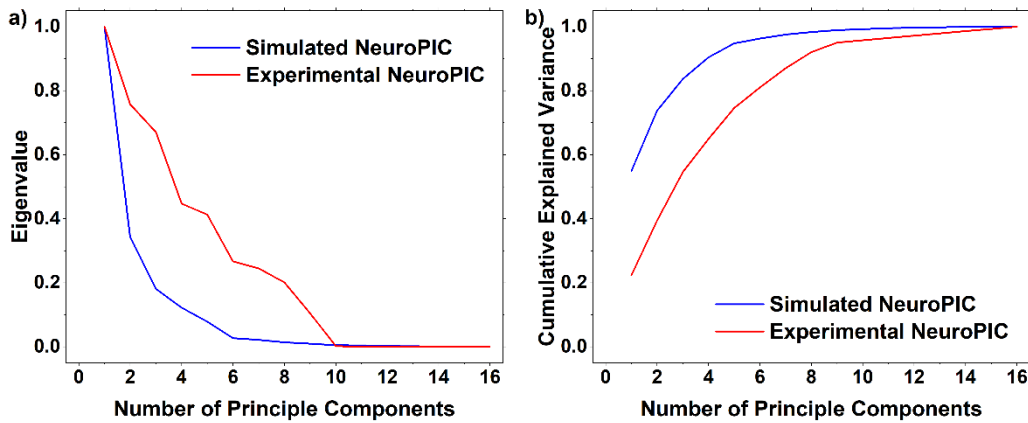 a)
Eigenvalue
1.0
0.8
0.6
0.4
0.2
0.0
Simulated NeuroPIC
Experimental NeuroPIC
0 2 4 6 8 10 12 14 16
Number of Principle Components
b)
Cumulative Explained Variance
1.0
0.8
0.6
0.4
0.2
0.0
Simulated NeuroPIC
Experimental NeuroPIC
0 2 4 6 8 10 12 14 16
Number of Principle Components